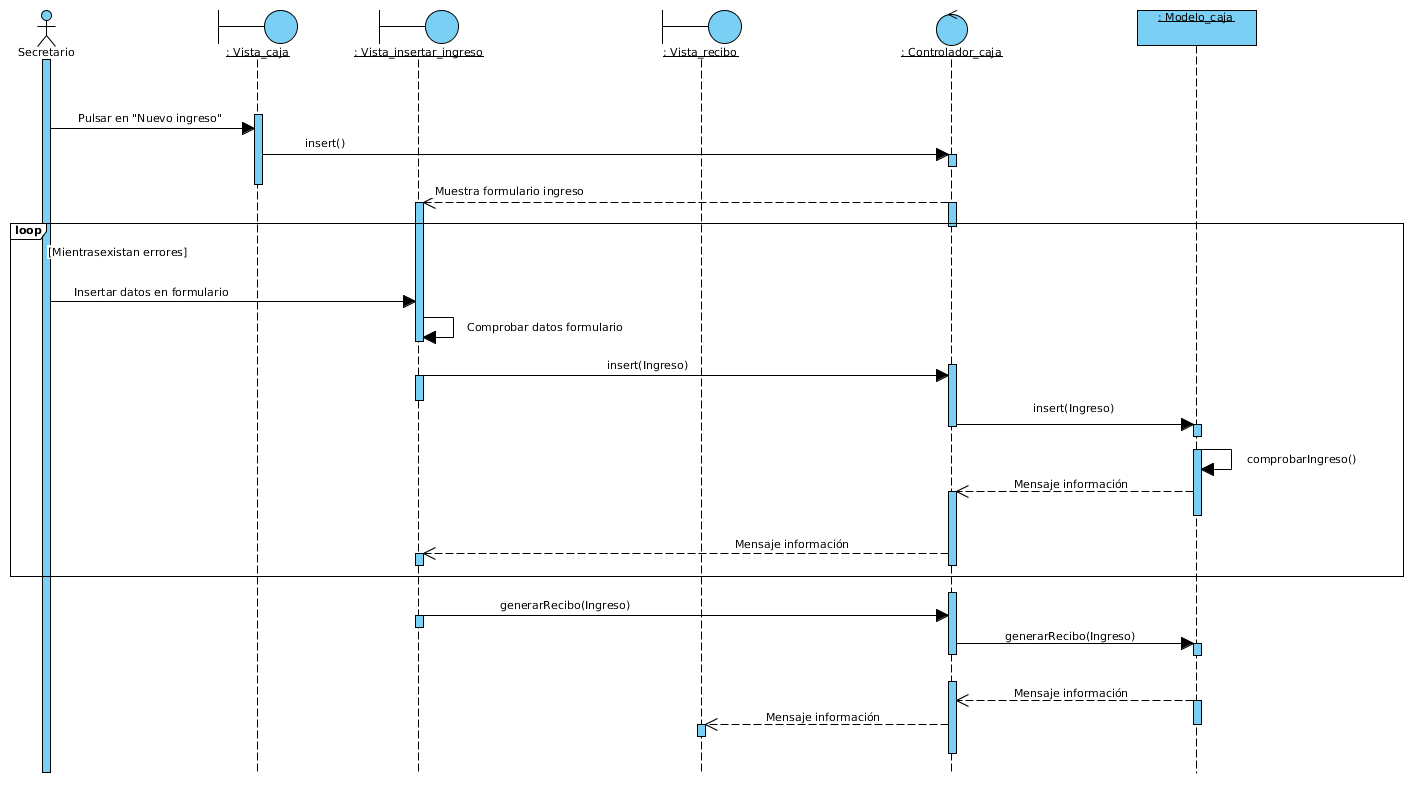 Secretario
: Vista_caja
: Vista_insertar_ingreso
: Vista_recibo
: Controlador_caja
: Modelo_caja
Pulsar en "Nuevo ingreso"
insert()
Muestra formulario ingreso
loop
[Mientrasexistan errores]
Insertar datos en formulario
Comprobar datos formulario
insert(Ingreso)
insert(Ingreso)
comprobarIngreso()
Mensaje información
Mensaje información
generarRecibo(Ingreso)
generarRecibo(Ingreso)
Mensaje información
Mensaje información